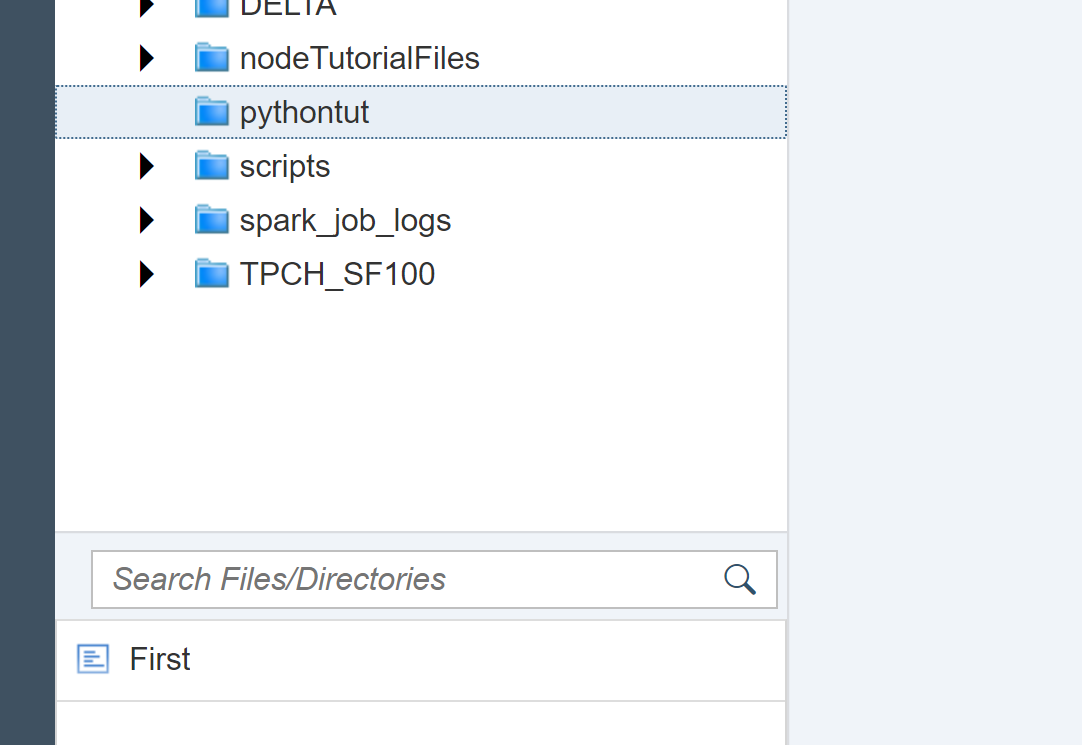 DELTA
nodeTutorialFiles
pythontut
scripts
spark_job_logs
TPCH_SF100
Search Files/Directories
First